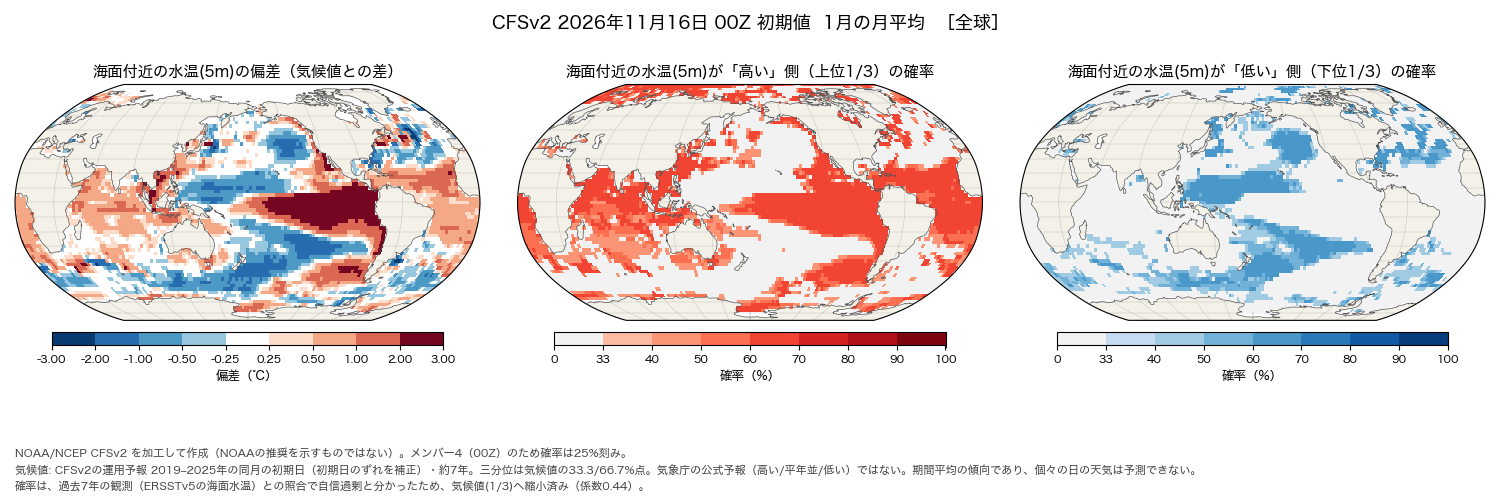 CFSv2 2026年11月16日 00Z 初期値 1月の月平均 ［全球］
海面付近の水温(5m)の偏差（気候値との差）
海面付近の水温(5m)が「高い」側（上位1/3）の確率
海面付近の水温(5m)が「低い」側（下位1/3）の確率
-3.00 -2.00 -1.00 -0.50 -0.25 0.25 0.50 1.00 2.00 3.00
偏差（℃）
0 33 40 50 60 70 80 90 100
確率（%）
0 33 40 50 60 70 80 90 100
確率（%）
NOAA/NCEP CFSv2 を加工して作成（NOAAの推奨を示すものではない）。メンバー4（00Z）のため確率は25%刻み。
気候値: CFSv2の運用予報 2019–2025年の同月の初期日（初期日のずれを補正）・約7年。三分位は気候値の33.3/66.7%点。気象庁の公式予報（高い/平年並/低い）ではない。期間平均の傾向であり、個々の日の天気は予測できない。
確率は、過去7年の観測（ERSSTv5の海面水温）との照合で自信過剰と分かったため、気候値(1/3)へ縮小済み（係数0.44）。